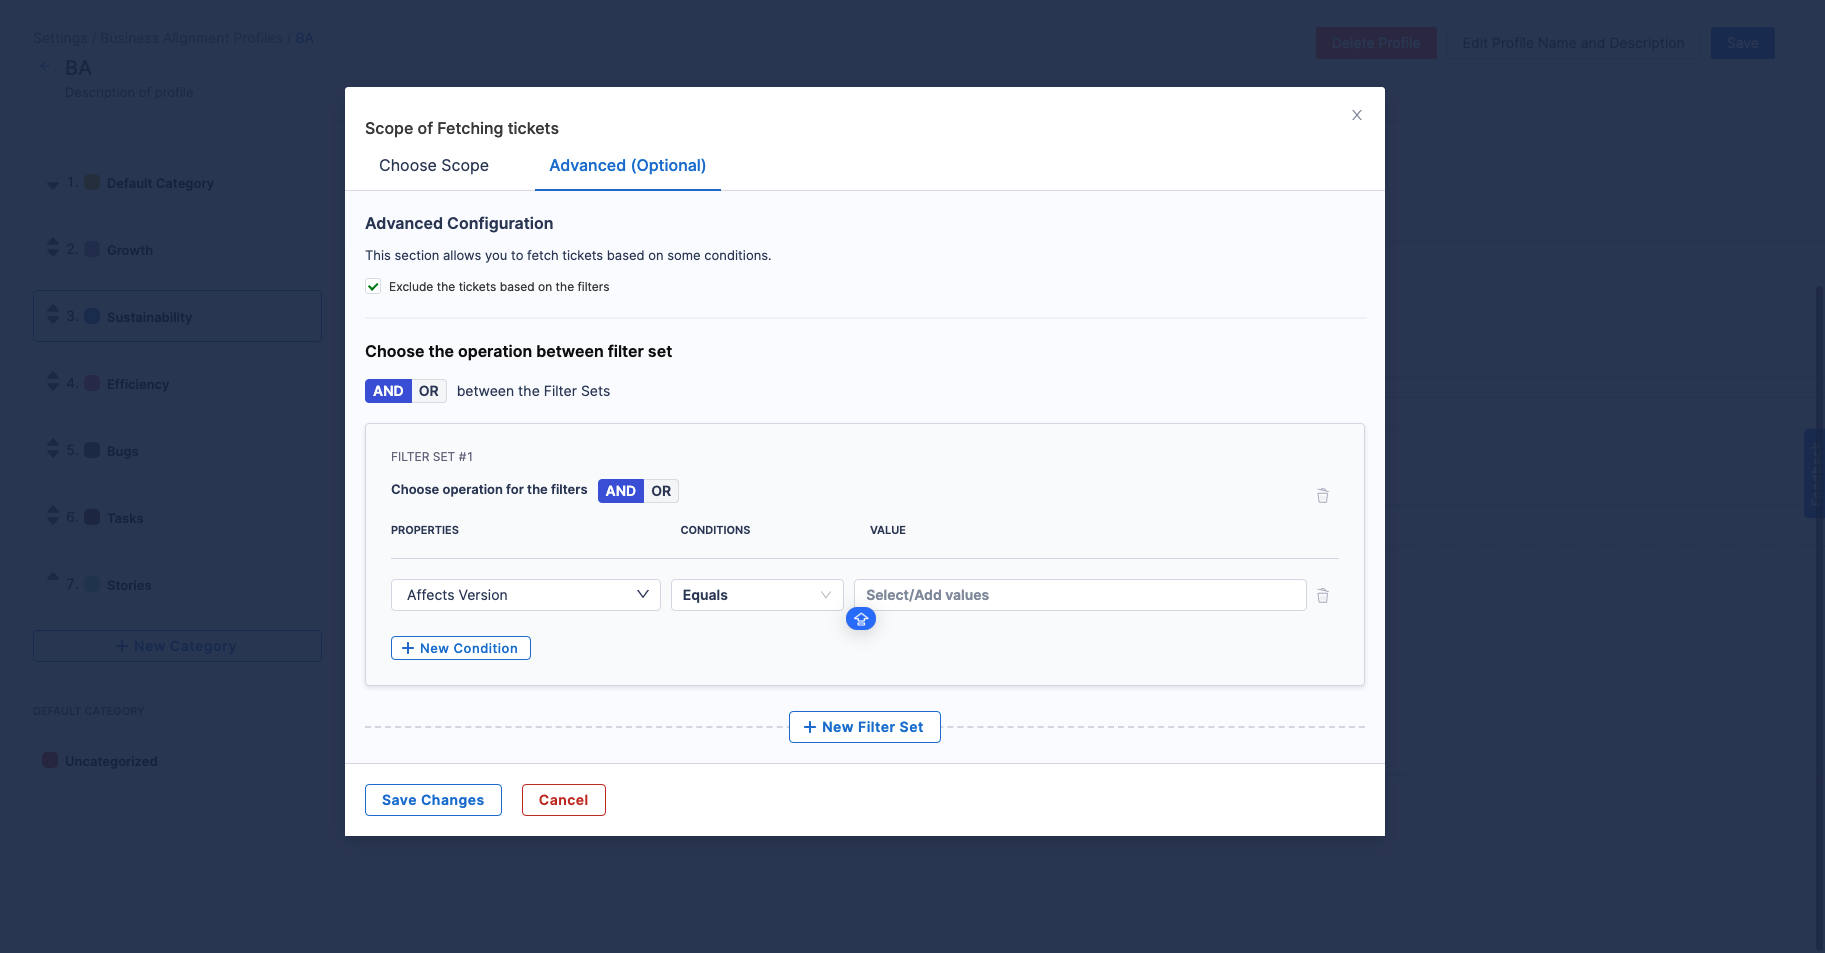 Settings / Business Alignment Profiles / BA
BA
Description of profile
Delete Profile
Edit Profile Name and Description
Save
1. Default Category
2. Growth
3. Sustainability
4. Efficiency
5. Bugs
6. Tasks
7. Stories
+ New Category
DEFAULT CATEGORY
Uncategorized
Scope of Fetching tickets
X
Choose Scope
Advanced (Optional)
Advanced Configuration
This section allows you to fetch tickets based on some conditions.
Exclude the tickets based on the filters
Choose the operation between filter set
AND OR between the Filter Sets
FILTER SET #1
Choose operation for the filters AND OR
PROPERTIES CONDITIONS VALUE
Affects Version Equals Select/Add values
+ New Condition
+ New Filter Set
Save Changes Cancel
Feedback